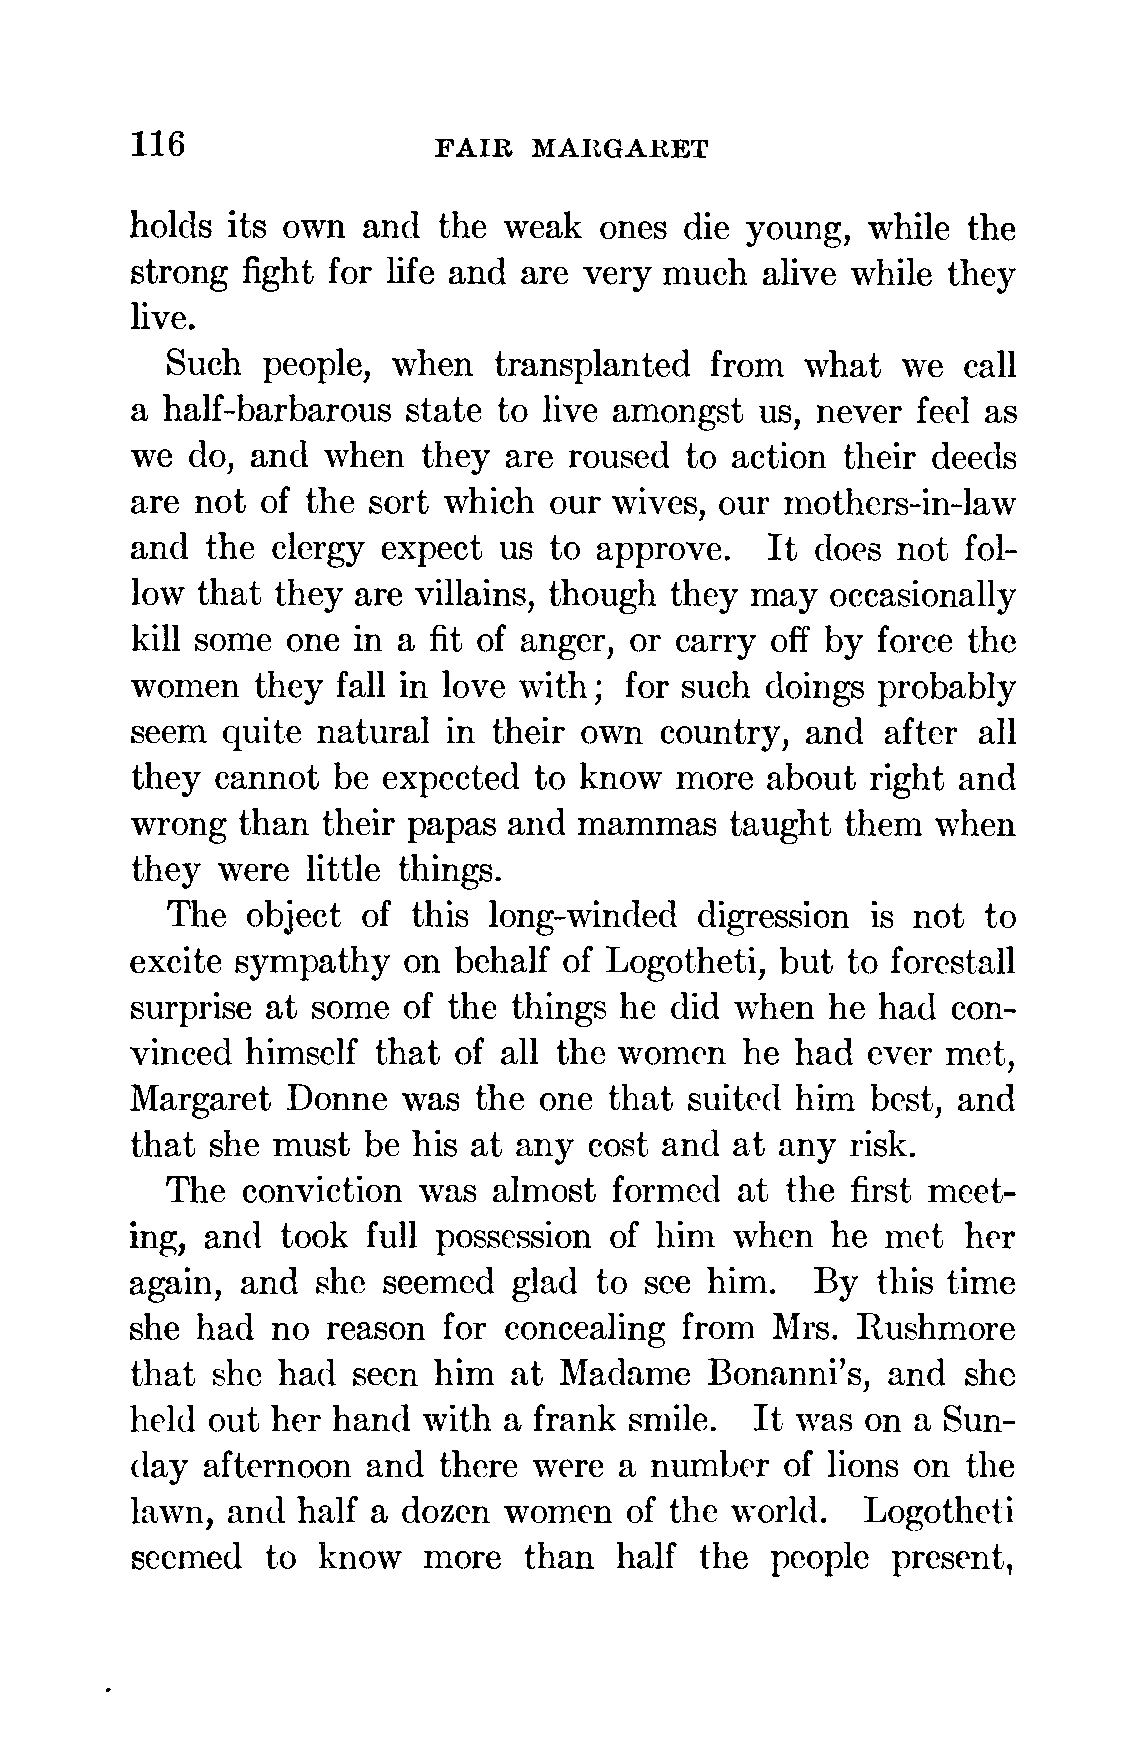 116 FAIR MARGARET
holds its own and the weak ones die young, while the
strong fight for life and are very much alive while they
live.
Such people, when transplanted from what we call
a half-barbarous state to live amongst us, never feel as
we do, and when they are roused to action their deeds
are not of the sort which our wives, our mothers-in-law
and the clergy expect us to approve. It does not fol-
low that they are villains, though they may occasionally
kill some one in a fit of anger, or carry off by force the
women they fall in love with; for such doings probably
seem quite natural in their own country, and after all
they cannot be expected to know more about right and
wrong than their papas and mammas taught them when
they were little things.
The object of this long-winded digression is not to
excite sympathy on behalf of Logotheti, but to forestall
surprise at some of the things he did when he had con-
vinced himself that of all the women he had ever met,
Margaret Donne was the one that suited him best, and
that she must be his at any cost and at any risk.
The conviction was almost formed at the first meet-
ing, and took full possession of him when he met her
again, and she seemed glad to see him. By this time
she had no reason for concealing from Mrs. Rushmore
that she had seen him at Madame Bonanni's, and she
held out her hand with a frank smile. It was on a Sun-
day afternoon and there were a number of lions on the
lawn, and half a dozen women of the world. Logotheti
seemed to know more than half the people present,